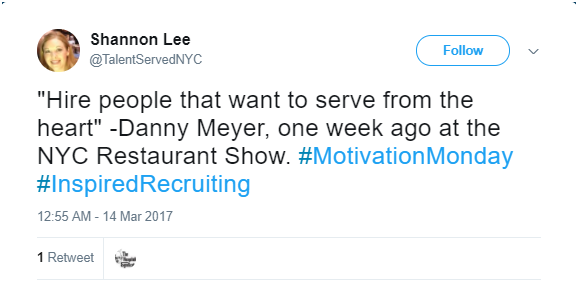 Shannon Lee
@TalentServedNYC
Follow
"Hire people that want to serve from the
heart" -Danny Meyer, one week ago at the
NYC Restaurant Show. #MotivationMonday
#InspiredRecruiting
12:55 AM - 14 Mar 2017
1 Retweet